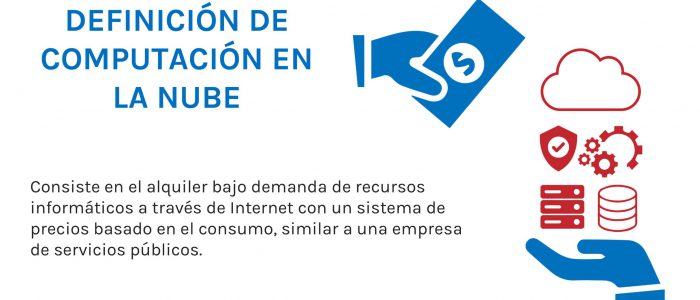 DEFINICIÓN DE
COMPUTACIÓN EN
LA NUBE
$
Consiste en el alquiler bajo demanda de recursos
informáticos a través de Internet con un sistema de
precios basado en el consumo, similar a una empresa
de servicios públicos.